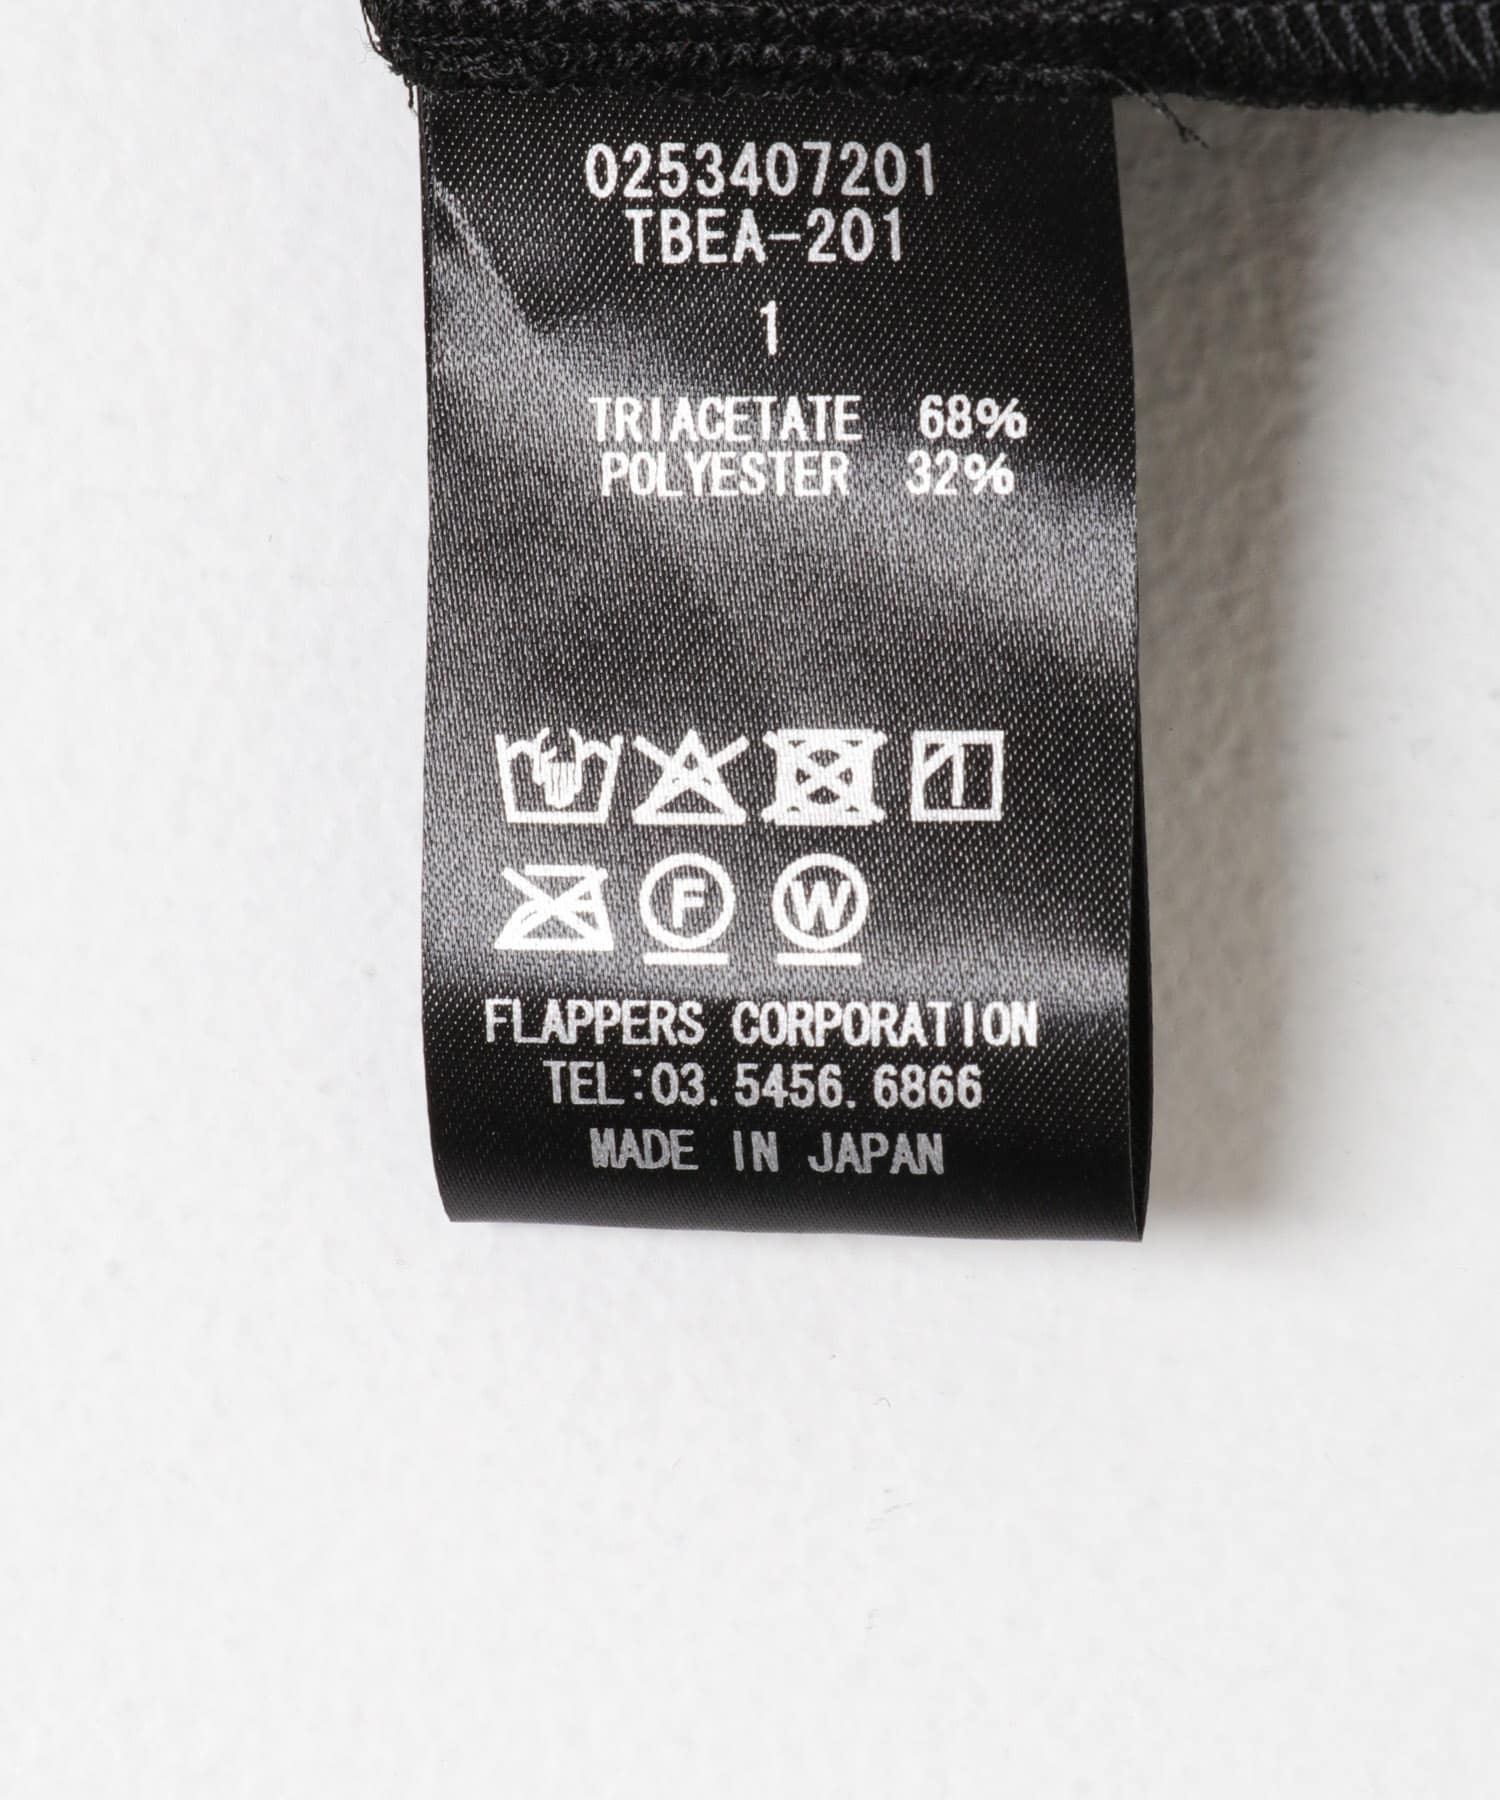 0253407201
TBEA-201
1
TRIACETATE 68%
POLYESTER 32%
F W
FLAPPERS CORPORATION
TEL:03.5456.6866
MADE IN JAPAN